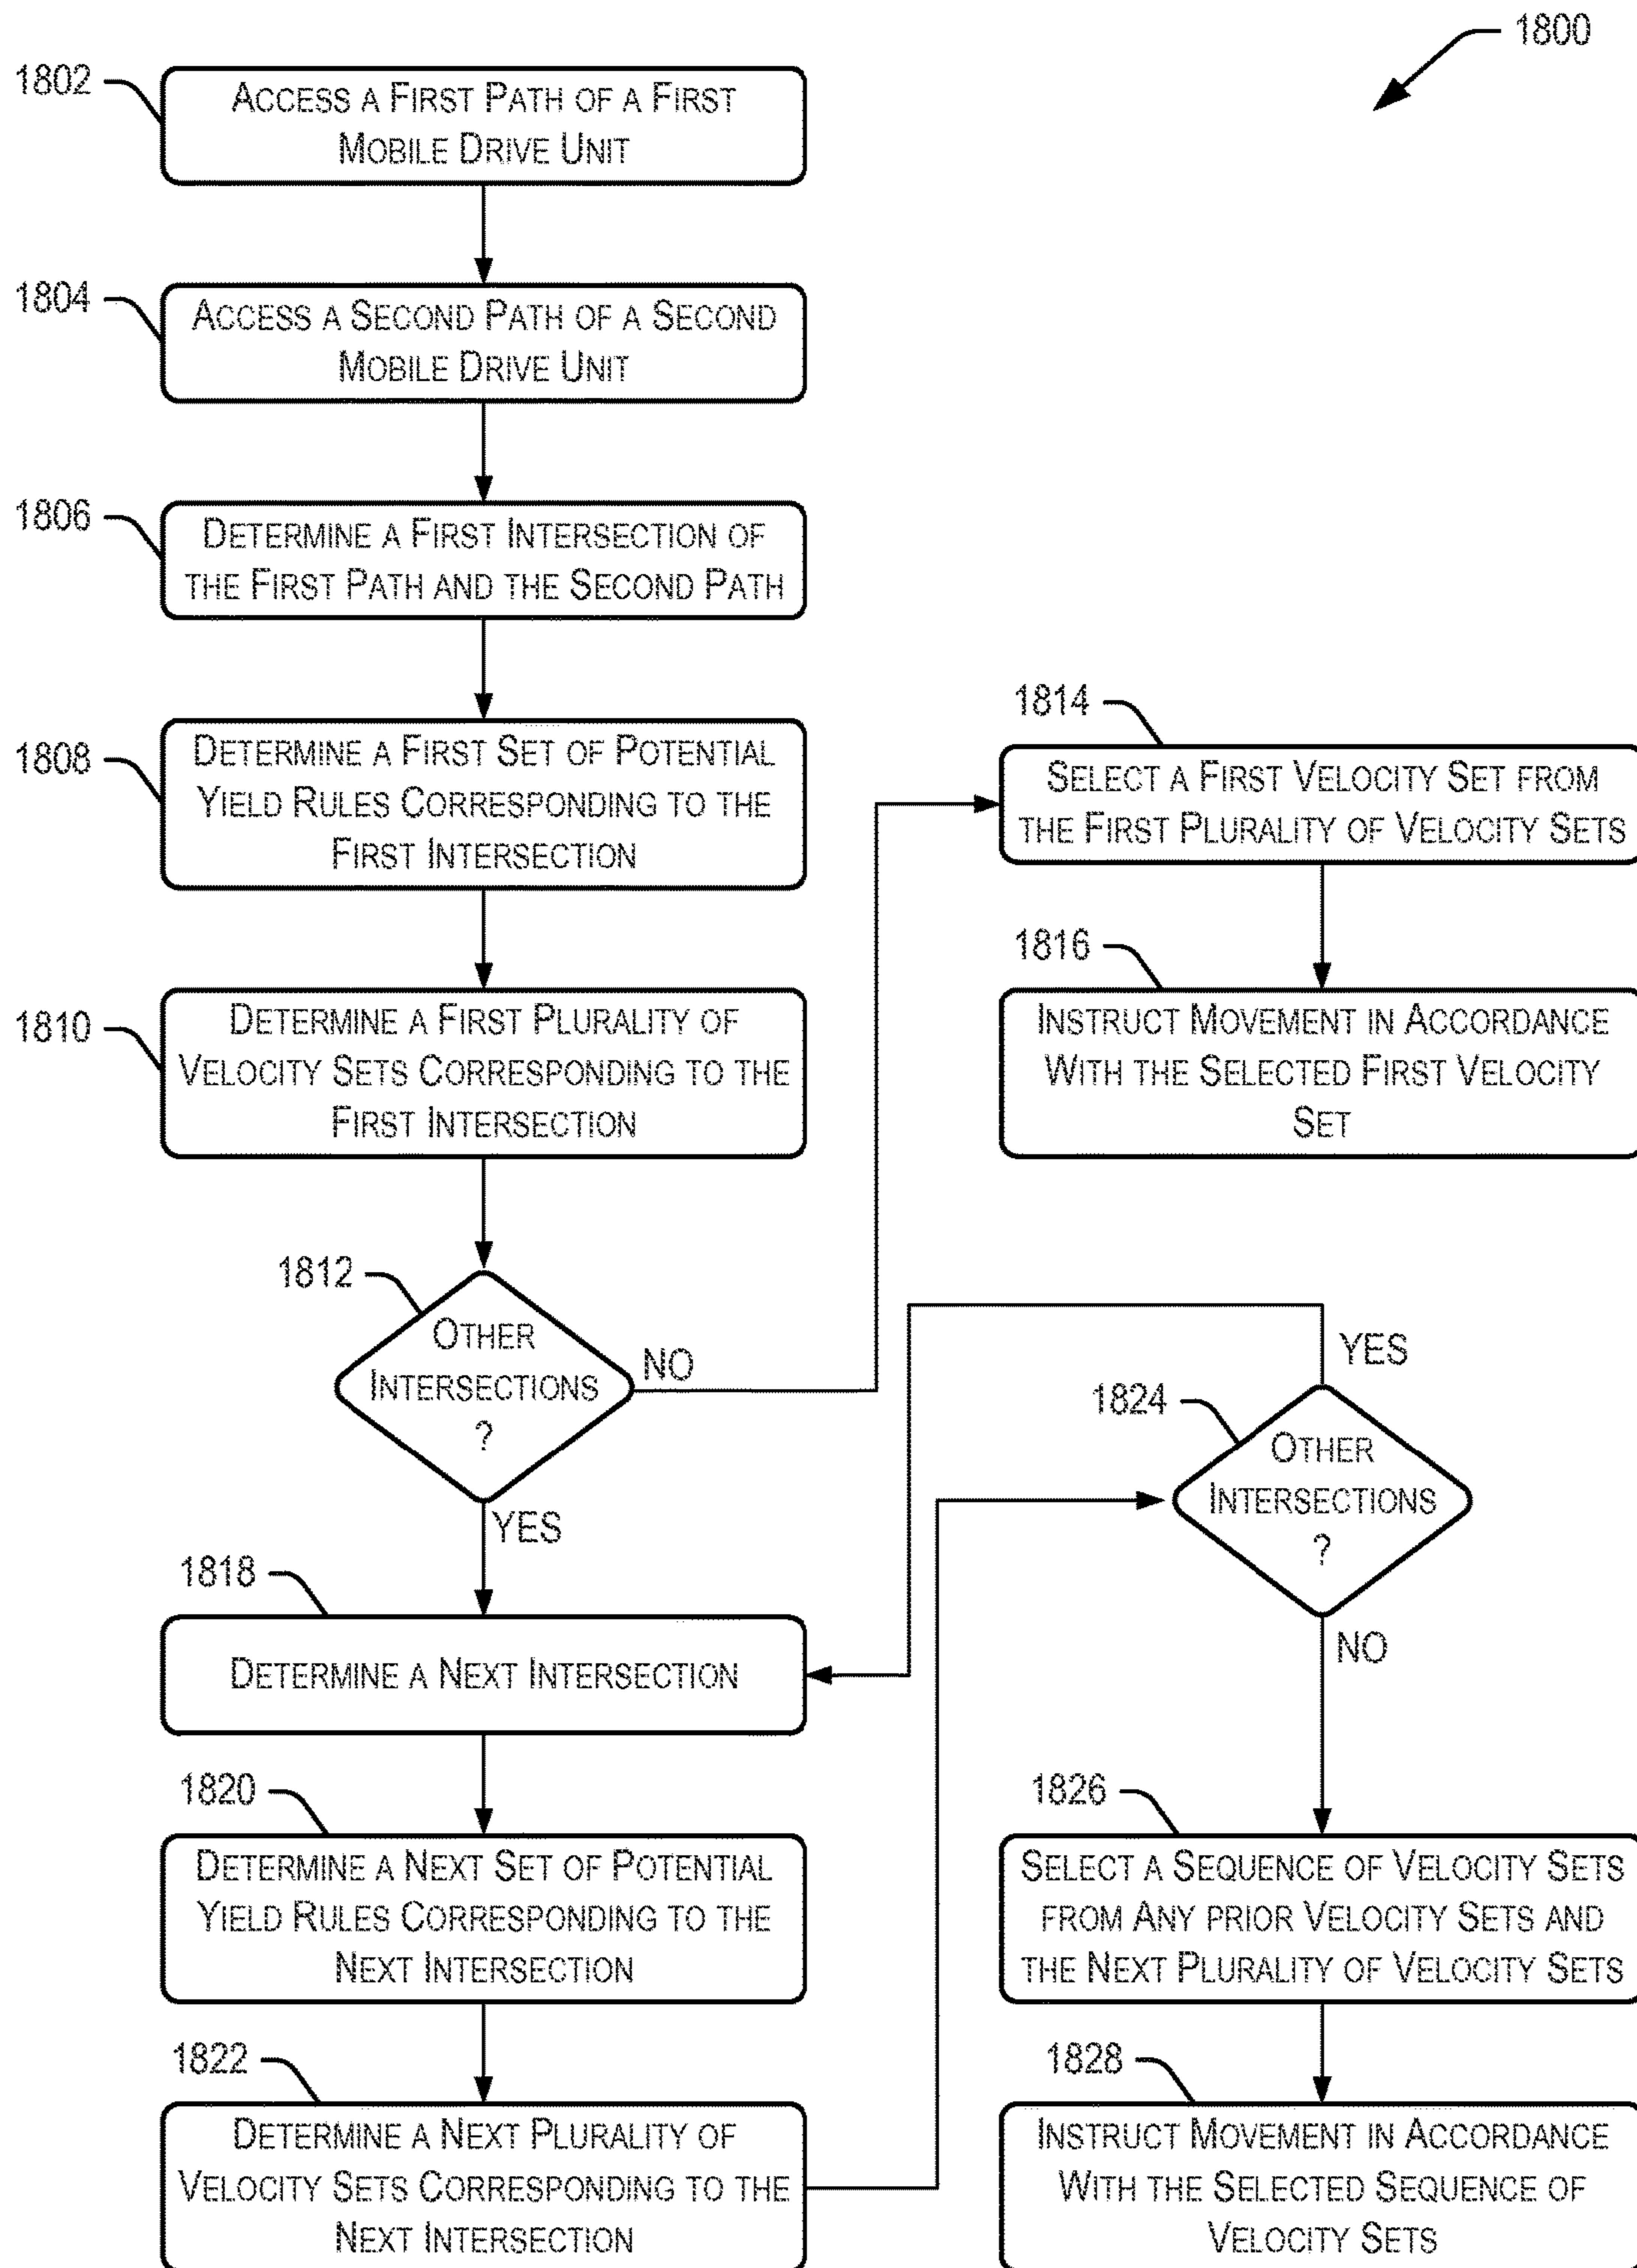 1800
1802
ACCESS A FIRST PATH OF A FIRST
MOBILE DRIVE UNIT
1804
ACCESS A SECOND PATH OF A SECOND
MOBILE DRIVE UNIT
1806
DETERMINE A FIRST INTERSECTION OF
THE FIRST PATH AND THE SECOND PATH
1808
DETERMINE A FIRST SET OF POTENTIAL
YIELD RULES CORRESPONDING TO THE
FIRST INTERSECTION
1810
DETERMINE A FIRST PLURALITY OF
VELOCITY SETS CORRESPONDING TO THE
FIRST INTERSECTION
1812
OTHER
INTERSECTIONS
?
NO
YES
1814
SELECT A FIRST VELOCITY SET FROM
THE FIRST PLURALITY OF VELOCITY SETS
1816
INSTRUCT MOVEMENT IN ACCORDANCE
WITH THE SELECTED FIRST VELOCITY
SET
1818
DETERMINE A NEXT INTERSECTION
1820
DETERMINE A NEXT SET OF POTENTIAL
YIELD RULES CORRESPONDING TO THE
NEXT INTERSECTION
1822
DETERMINE A NEXT PLURALITY OF
VELOCITY SETS CORRESPONDING TO THE
NEXT INTERSECTION
1824
OTHER
INTERSECTIONS
?
YES
NO
1826
SELECT A SEQUENCE OF VELOCITY SETS
FROM ANY PRIOR VELOCITY SETS AND
THE NEXT PLURALITY OF VELOCITY SETS
1828
INSTRUCT MOVEMENT IN ACCORDANCE
WITH THE SELECTED SEQUENCE OF
VELOCITY SETS